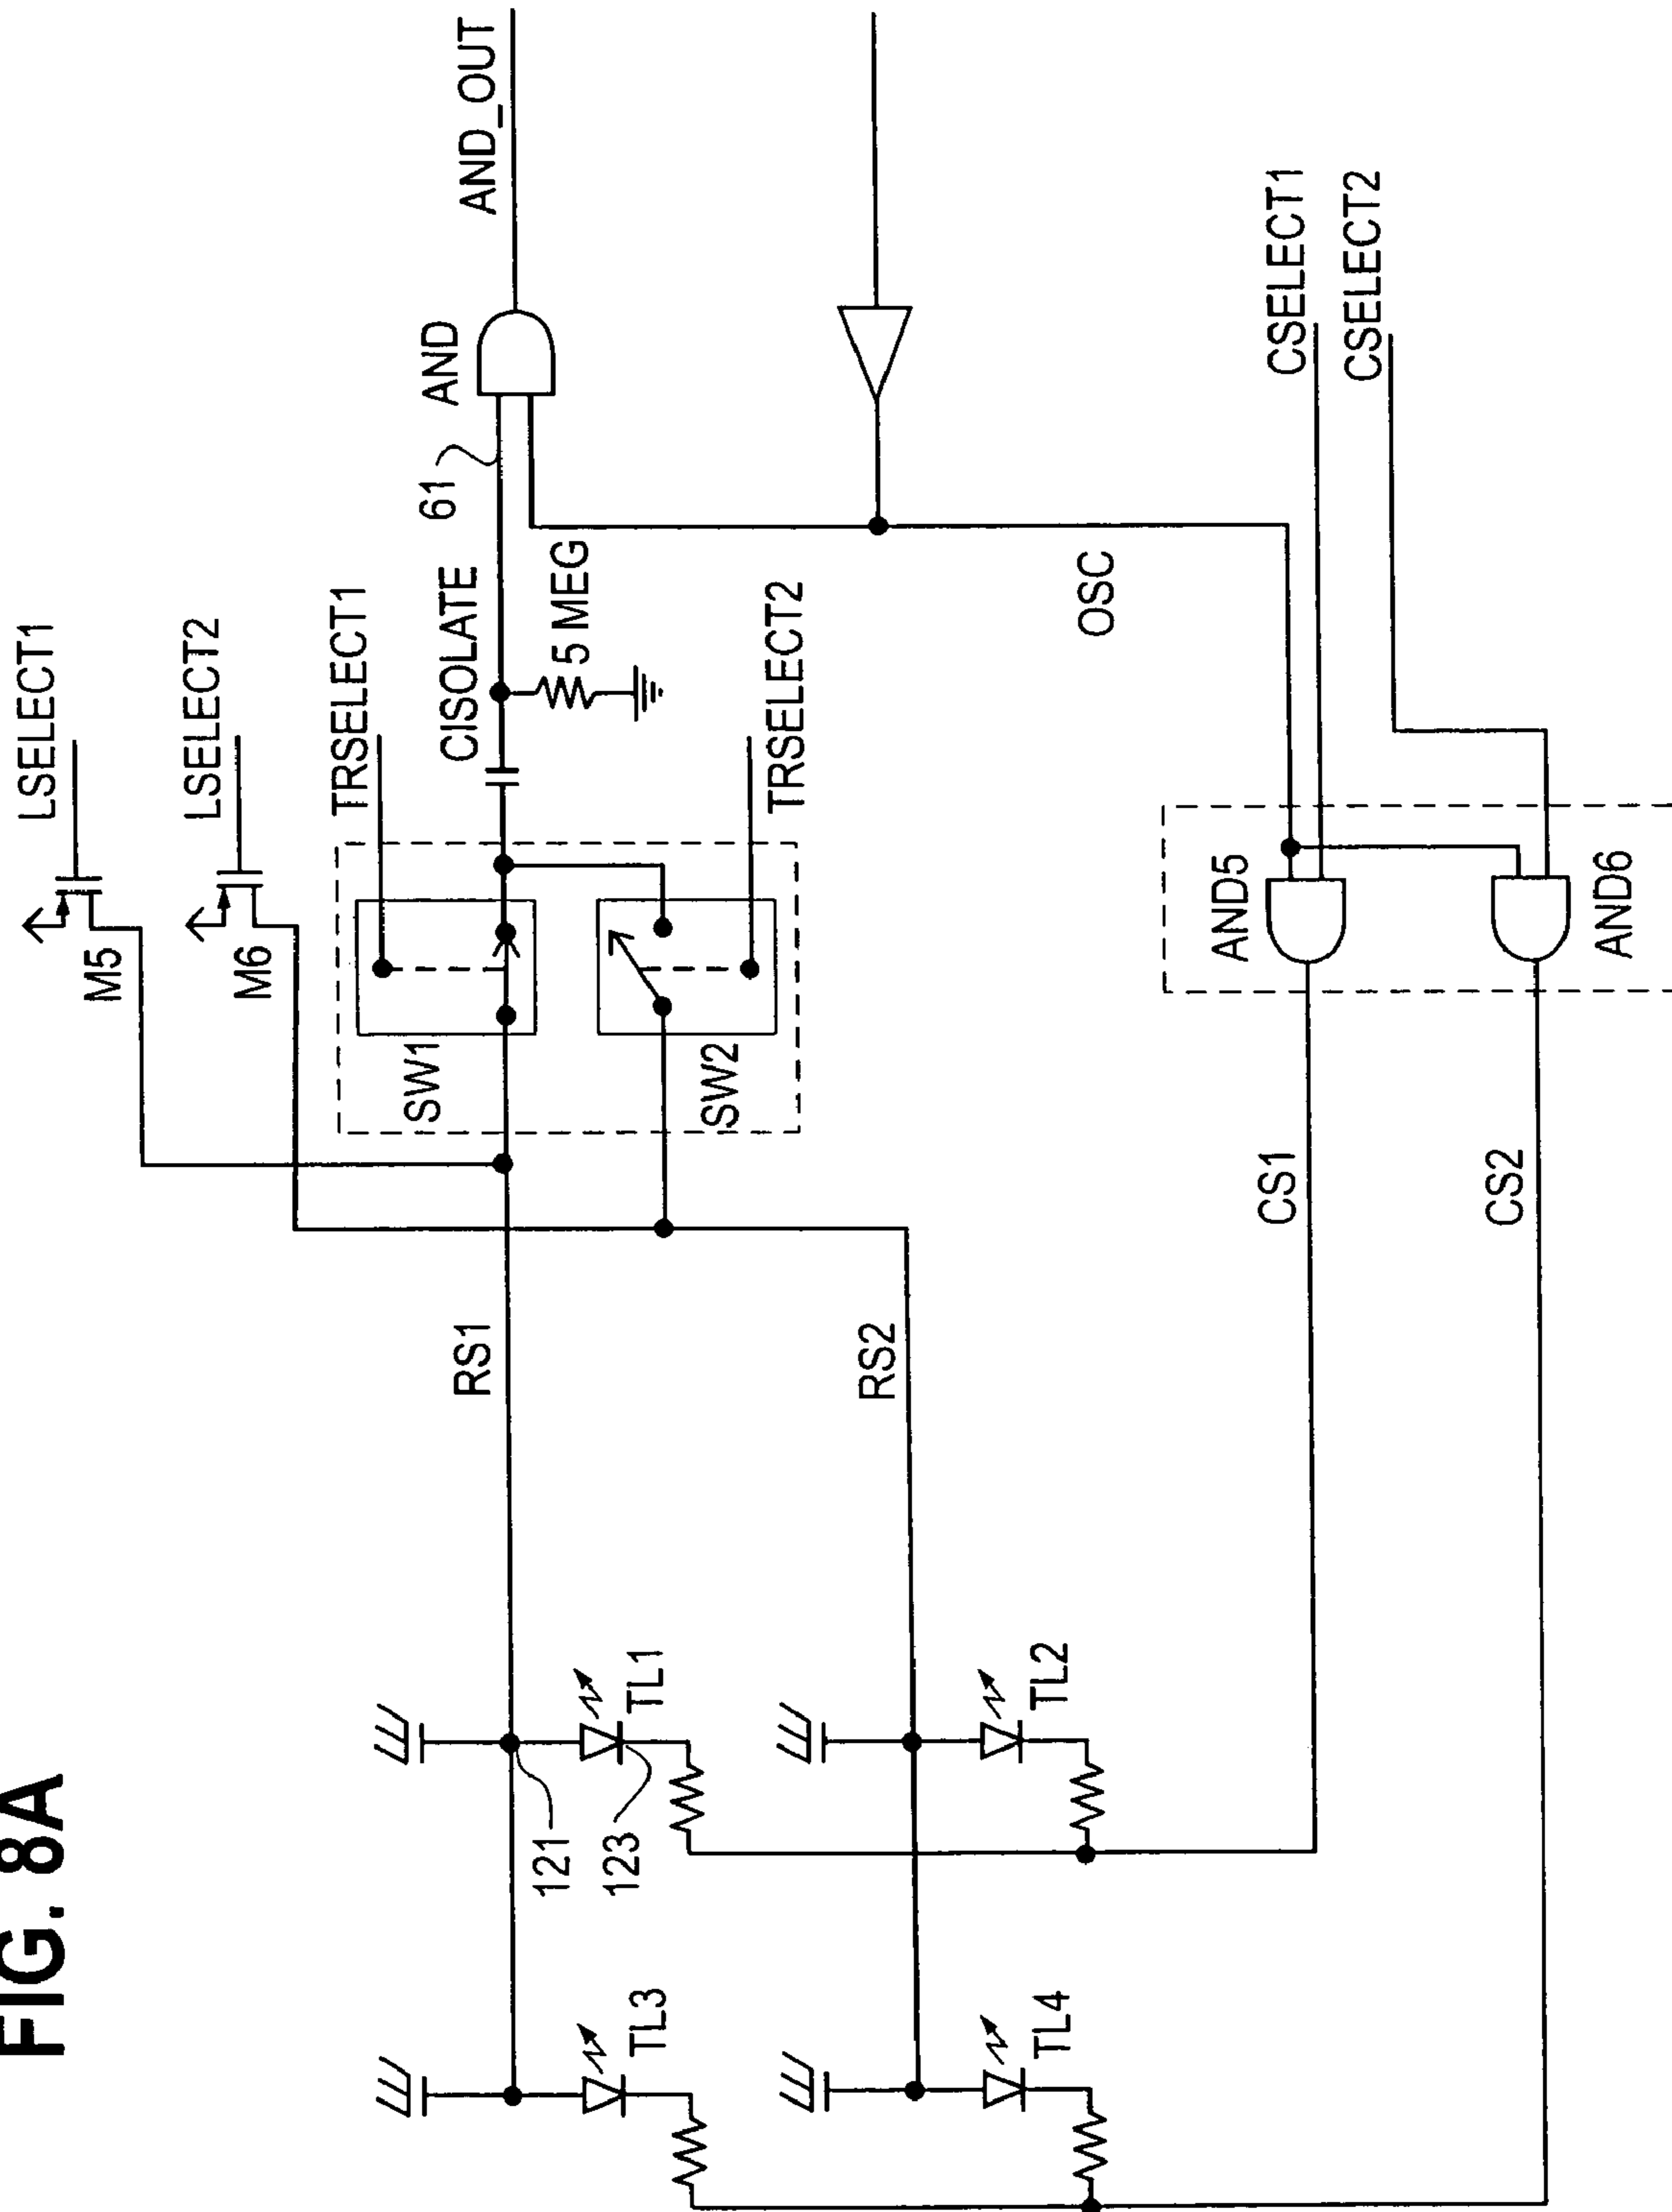 FIG. 8A
LSELECT1
M5
LSELECT2
M6
TRSELECT1
SW1
CISOLATE
5 MEG
61
AND
AND_OUT
SW2
TRSELECT2
RS1
RS2
OSC
TL1
121
123
TL2
TL3
TL4
CS1
CS2
AND5
AND6
CSELECT1
CSELECT2